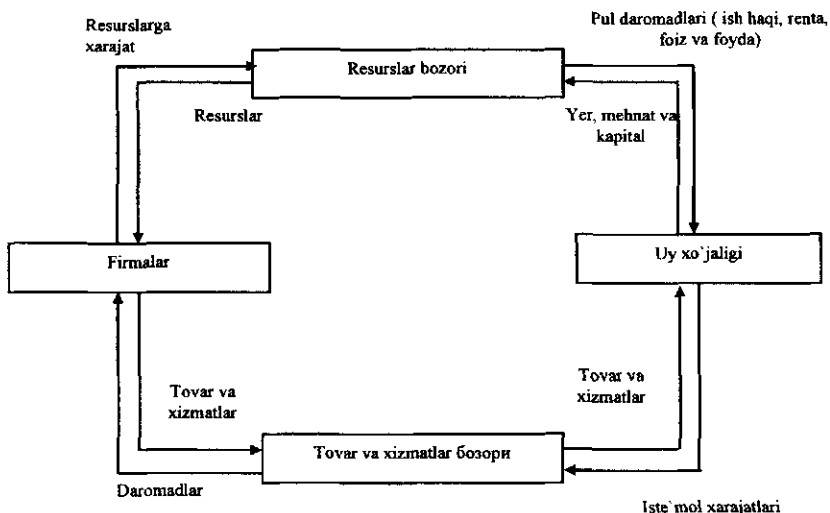 Resurslarga
xarajat
Pul daromadlari ( ish haqi, renta,
foiz va foyda)
Resurslar bozori
Resurslar
Yer, mehnat va
kapital
Firmalar
Uy xo`jaligi
Tovar va
xizmatlar
Tovar va
xizmatlar
Tovar va xizmatlar бозори
Daromadlar
Iste`mol xarajatlari